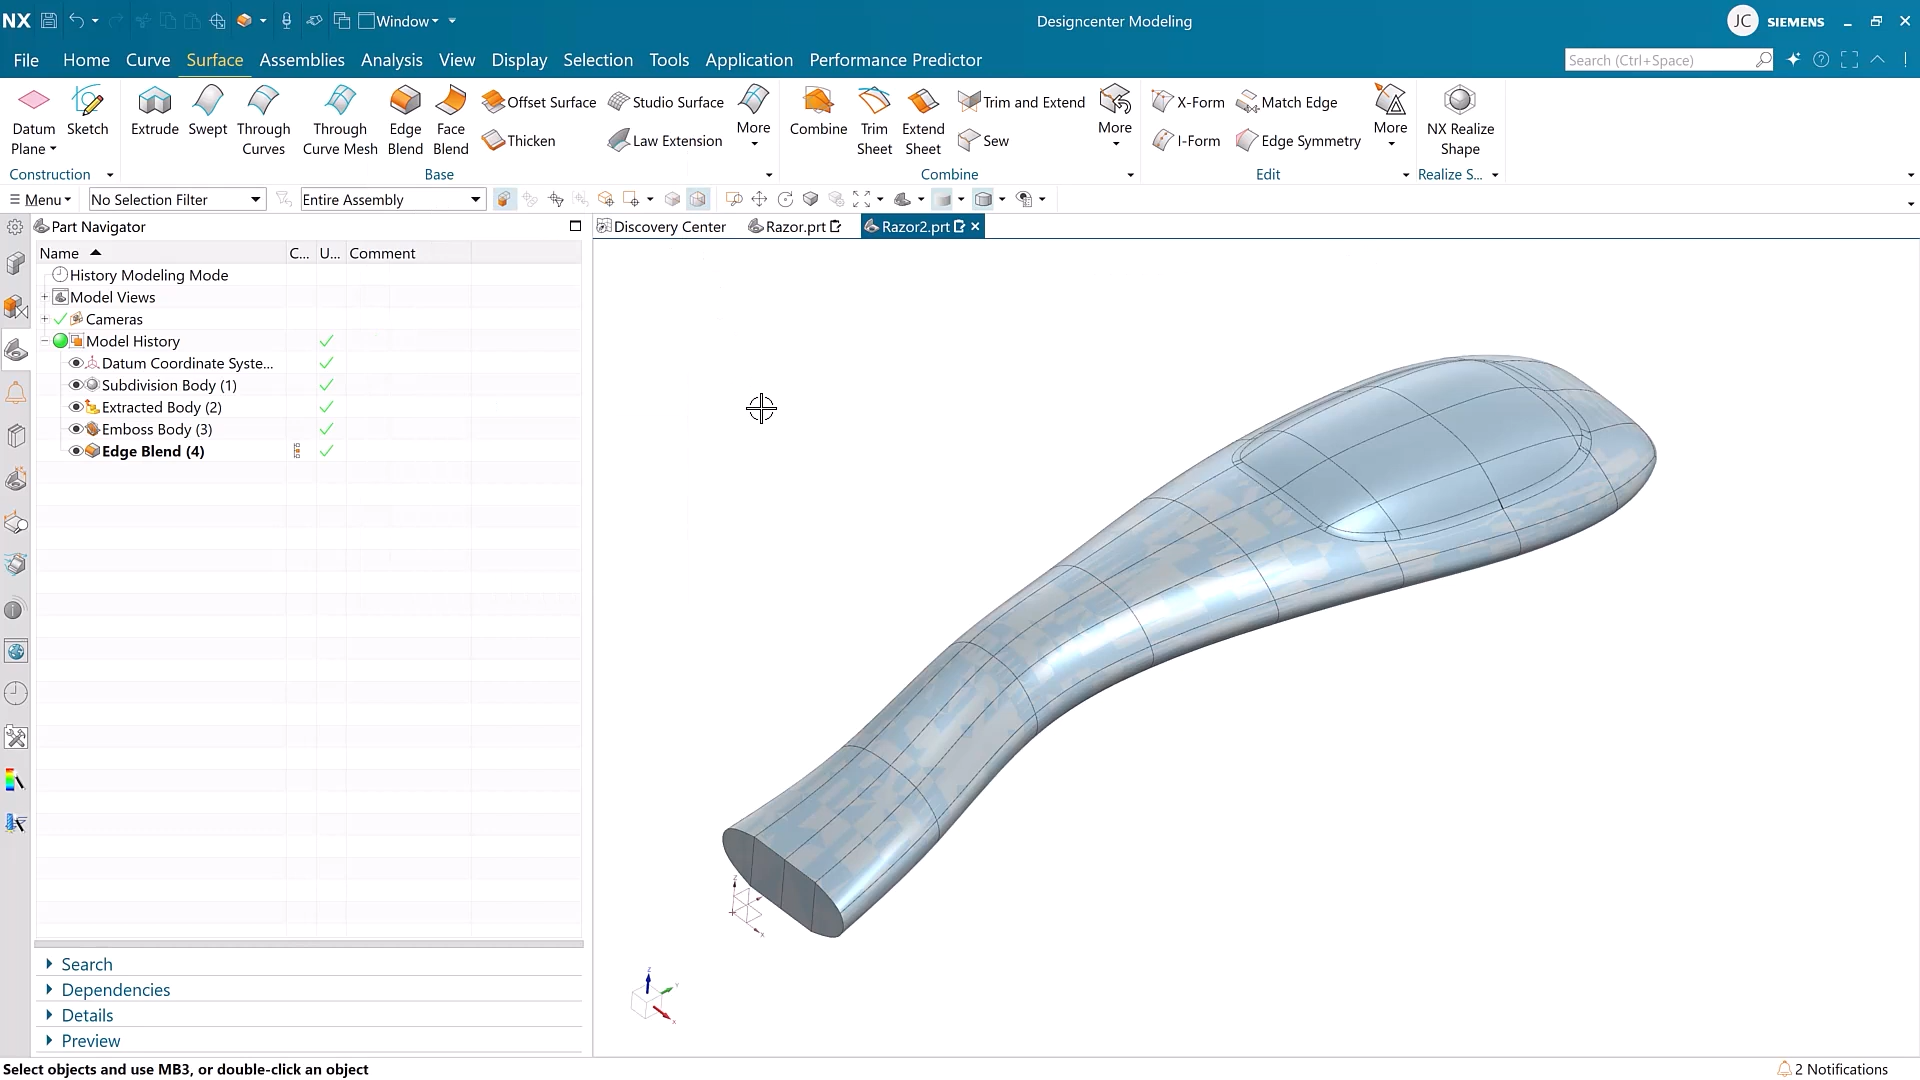 NX Window Designcenter Modeling JC SIEMENS
File Home Curve Surface Assemblies Analysis View Display Selection Tools Application Performance Predictor Search (Ctrl+Space)
Datum Plane
Sketch
Extrude
Swept
Through Curves
Through Curve Mesh
Edge Blend
Face Blend
Offset Surface
Thicken
Studio Surface
Law Extension
More
Combine
Trim Sheet
Extend Sheet
Trim and Extend
Sew
More
X-Form
I-Form
Match Edge
Edge Symmetry
More
NX Realize Shape
Construction Base Combine Edit Realize S...
Menu No Selection Filter Entire Assembly
Part Navigator
Discovery Center Razor.prt Razor2.prt
Name C... U... Comment
History Modeling Mode
Model Views
Cameras
Model History
Datum Coordinate Syste...
Subdivision Body (1)
Extracted Body (2)
Emboss Body (3)
Edge Blend (4)
Z
X
Z
Y
X
Search
Dependencies
Details
Preview
Select objects and use MB3, or double-click an object 2 Notifications